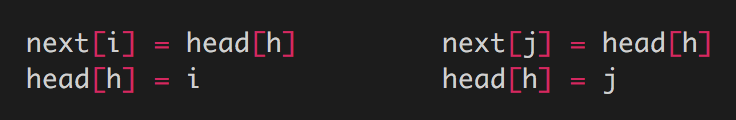 next[i] = head[h]    next[j] = head[h]
head[h] = i    head[h] = j